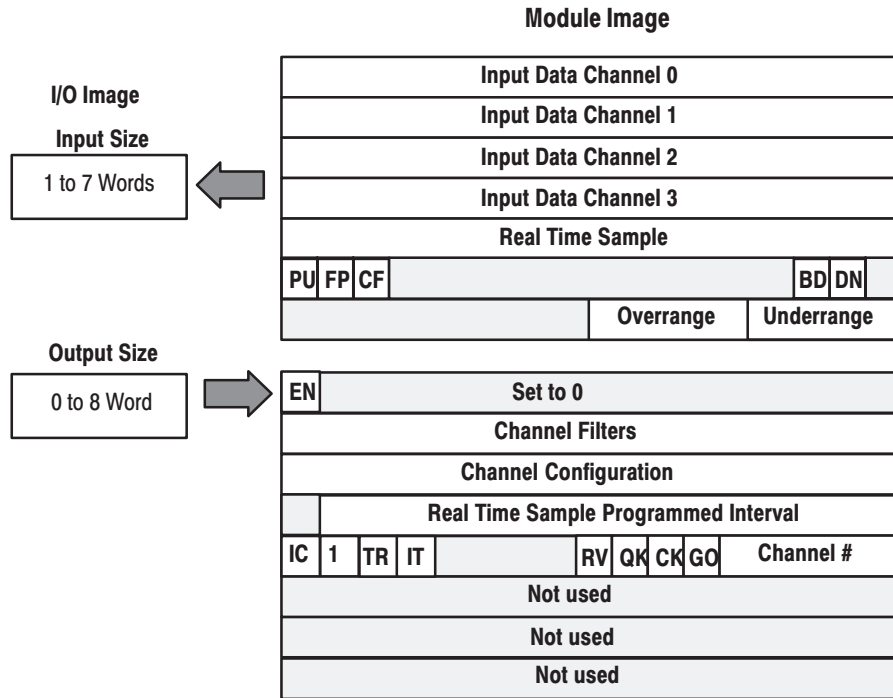 Module Image
I/O Image
Input Size
1 to 7 Words
Input Data Channel 0
Input Data Channel 1
Input Data Channel 2
Input Data Channel 3
Real Time Sample
PU FP CF BD DN
Overrange Underrange
Output Size
0 to 8 Word
EN Set to 0
Channel Filters
Channel Configuration
Real Time Sample Programmed Interval
IC 1 TR IT RV QK CK GO Channel #
Not used
Not used
Not used